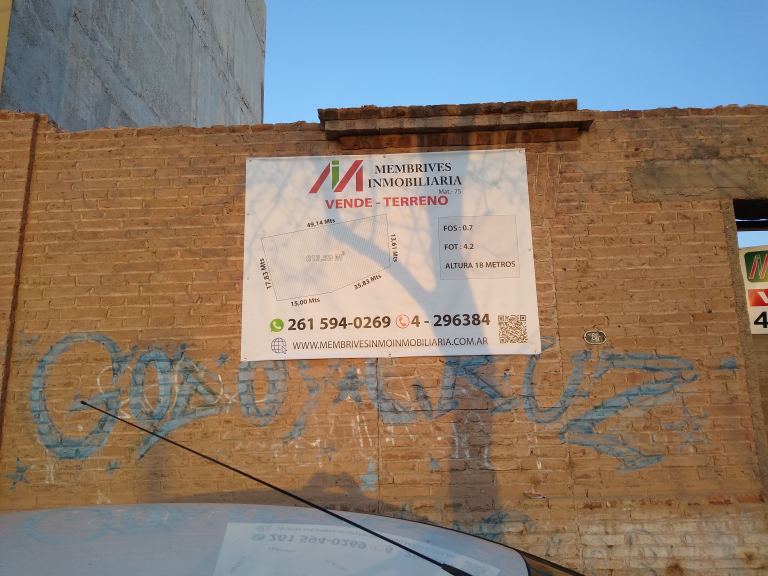 MEMBRIVES
INMOBILIARIA
Mat.- 75
VENDE - TERRENO
49,14 Mts
13,61 Mts
17,83 Mts
35,83 Mts
15,00 Mts
FOS : 0.7
FOT : 4.2
ALTURA 18 METROS
261 594-0269 4 - 296384
WWW.MEMBRIVESINMOINMOBILIARIA.COM.AR
4